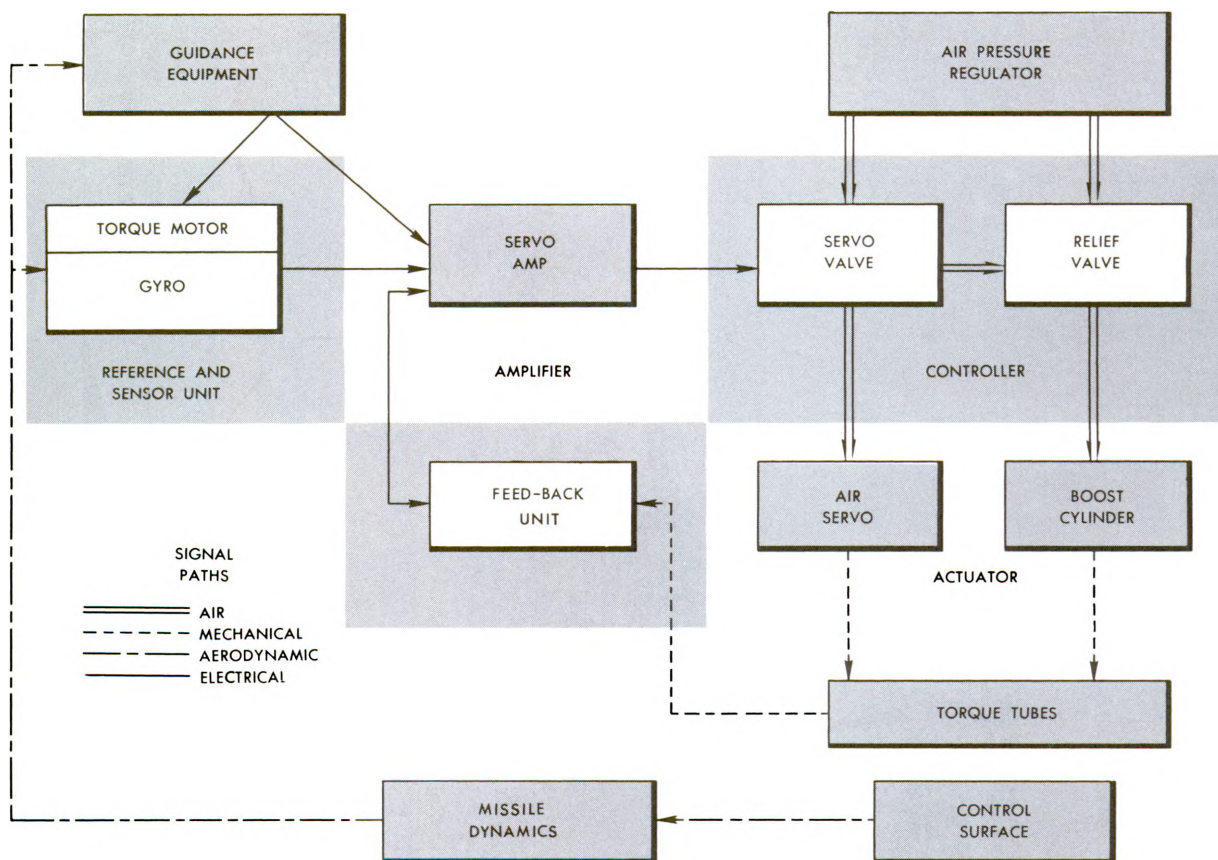 GUIDANCE
EQUIPMENT
AIR PRESSURE
REGULATOR
TORQUE MOTOR
GYRO
SERVO
AMP
SERVO
VALVE
RELIEF
VALVE
REFERENCE AND
SENSOR UNIT
AMPLIFIER
CONTROLLER
FEED-BACK
UNIT
AIR
SERVO
BOOST
CYLINDER
SIGNAL
PATHS
AIR
MECHANICAL
AERODYNAMIC
ELECTRICAL
ACTUATOR
TORQUE TUBES
MISSILE
DYNAMICS
CONTROL
SURFACE